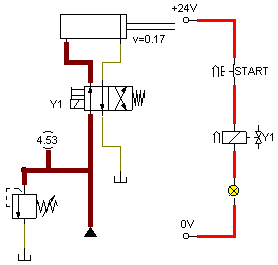 +24V
v=0.17
E START
Y1
4.53
Y1
0V